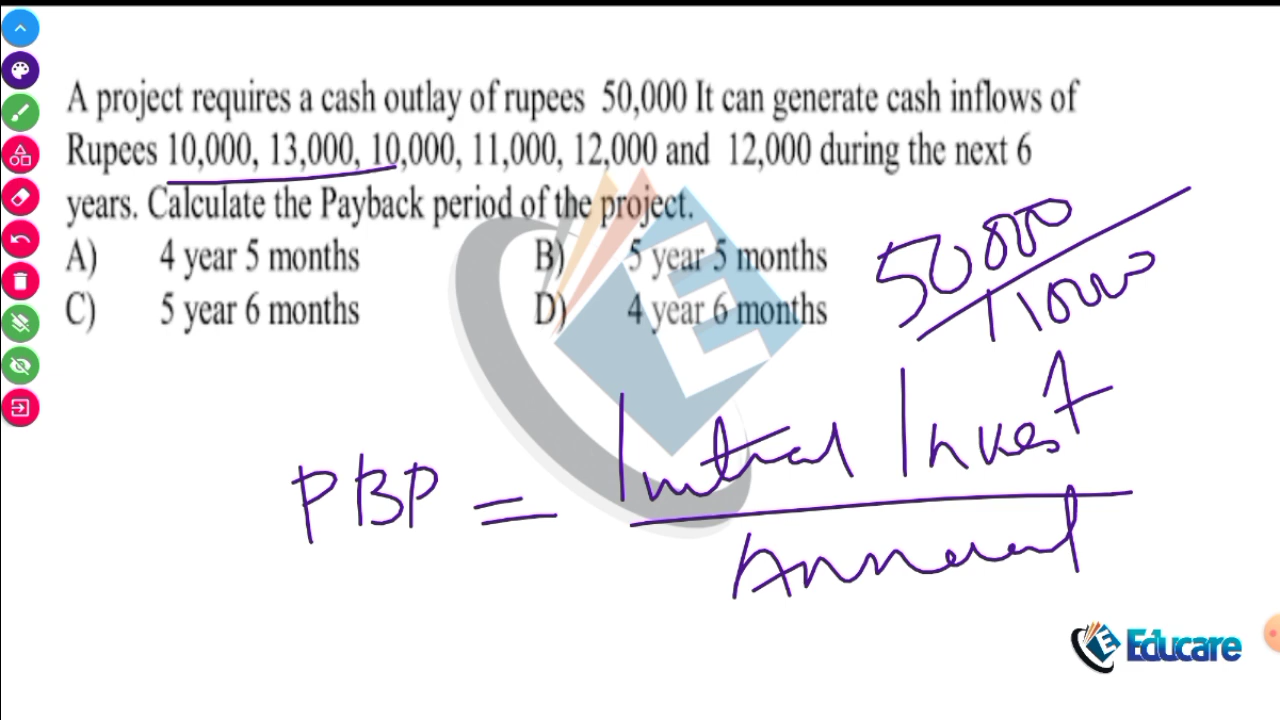 A project requires a cash outlay of rupees 50,000 It can generate cash inflows of
Rupees 10,000, 13,000, 10,000, 11,000, 12,000 and 12,000 during the next 6
years. Calculate the Payback period of the project.
A) 4 year 5 months B) 5 year 5 months
C) 5 year 6 months D) 4 year 6 months
50000
11000
PBP = Initial Invest
Annual
E Educare